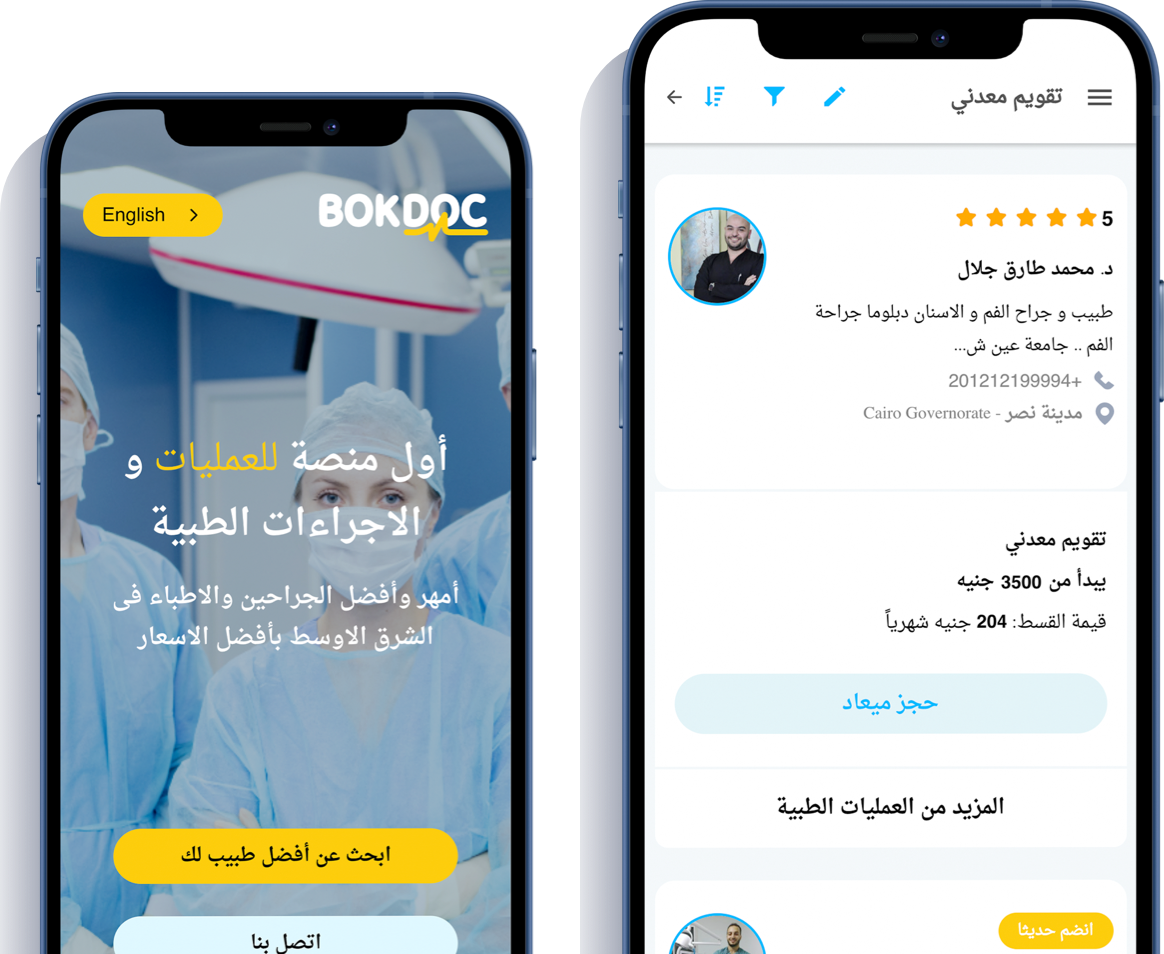 English
BOKDOC
أول منصة للعمليات و
الاجراءات الطبية
أمهر وأفضل الجراحين والاطباء فى
الشرق الاوسط بأفضل الاسعار
ابحث عن أفضل طبيب لك
اتصل بنا
تقويم معدني
5
د. محمد طارق جلال
طبيب و جراح الفم و الاسنان دبلوما جراحة
الفم .. جامعة عين ش...
201212199994+
مدينة نصر - Cairo Governorate
تقويم معدني
يبدأ من 3500 جنيه
قيمة القسط: 204 جنيه شهرياً
حجز ميعاد
المزيد من العمليات الطبية
انضم حديثا